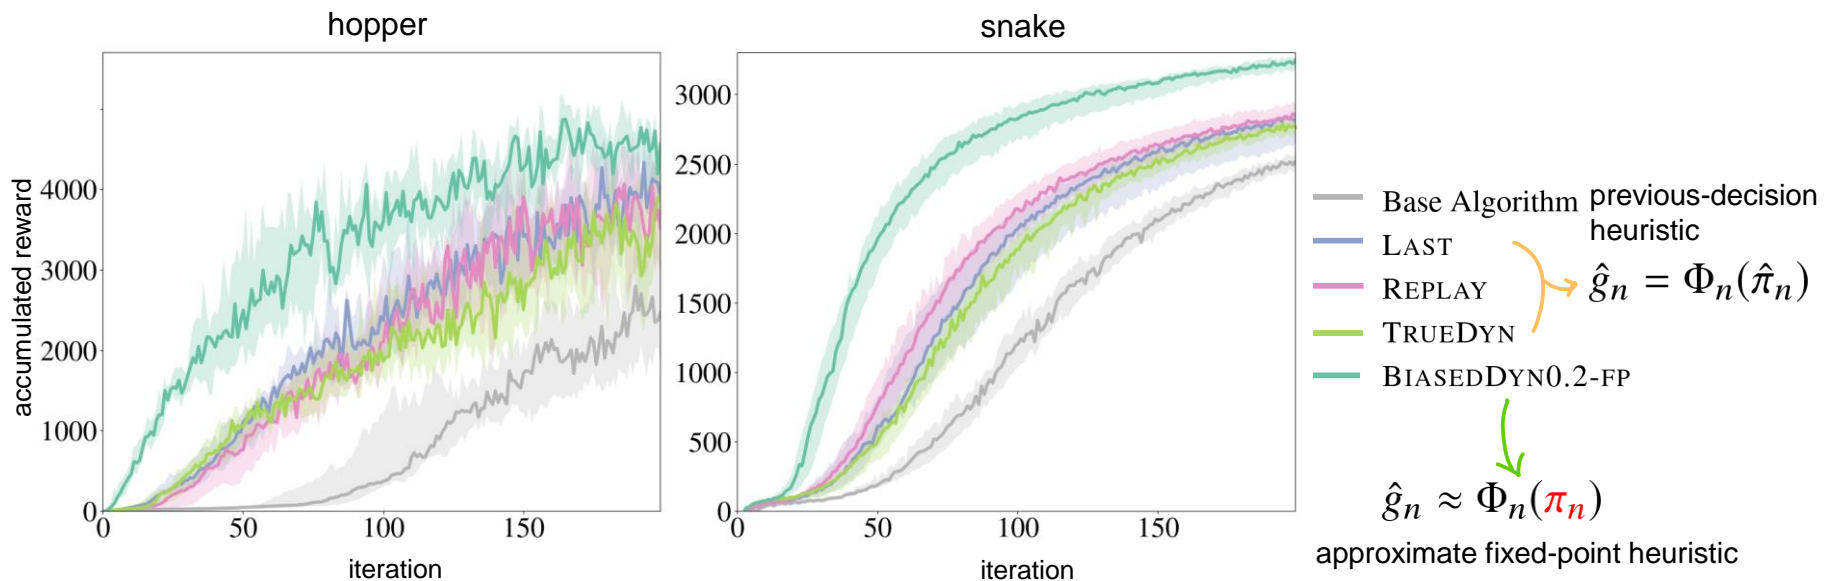 hopper
snake
accumulated reward
4000
3000
2000
1000
0
0
50
100
150
iteration
3000
2500
2000
1500
1000
500
0
0
50
100
150
iteration
Base Algorithm
LAST
REPLAY
TRUEDYN
BIASEDDYN0.2-FP
previous-decision
heuristic
ĝₙ = Φₙ(π̂ₙ)
ĝₙ ≈ Φₙ(πₙ)
approximate fixed-point heuristic